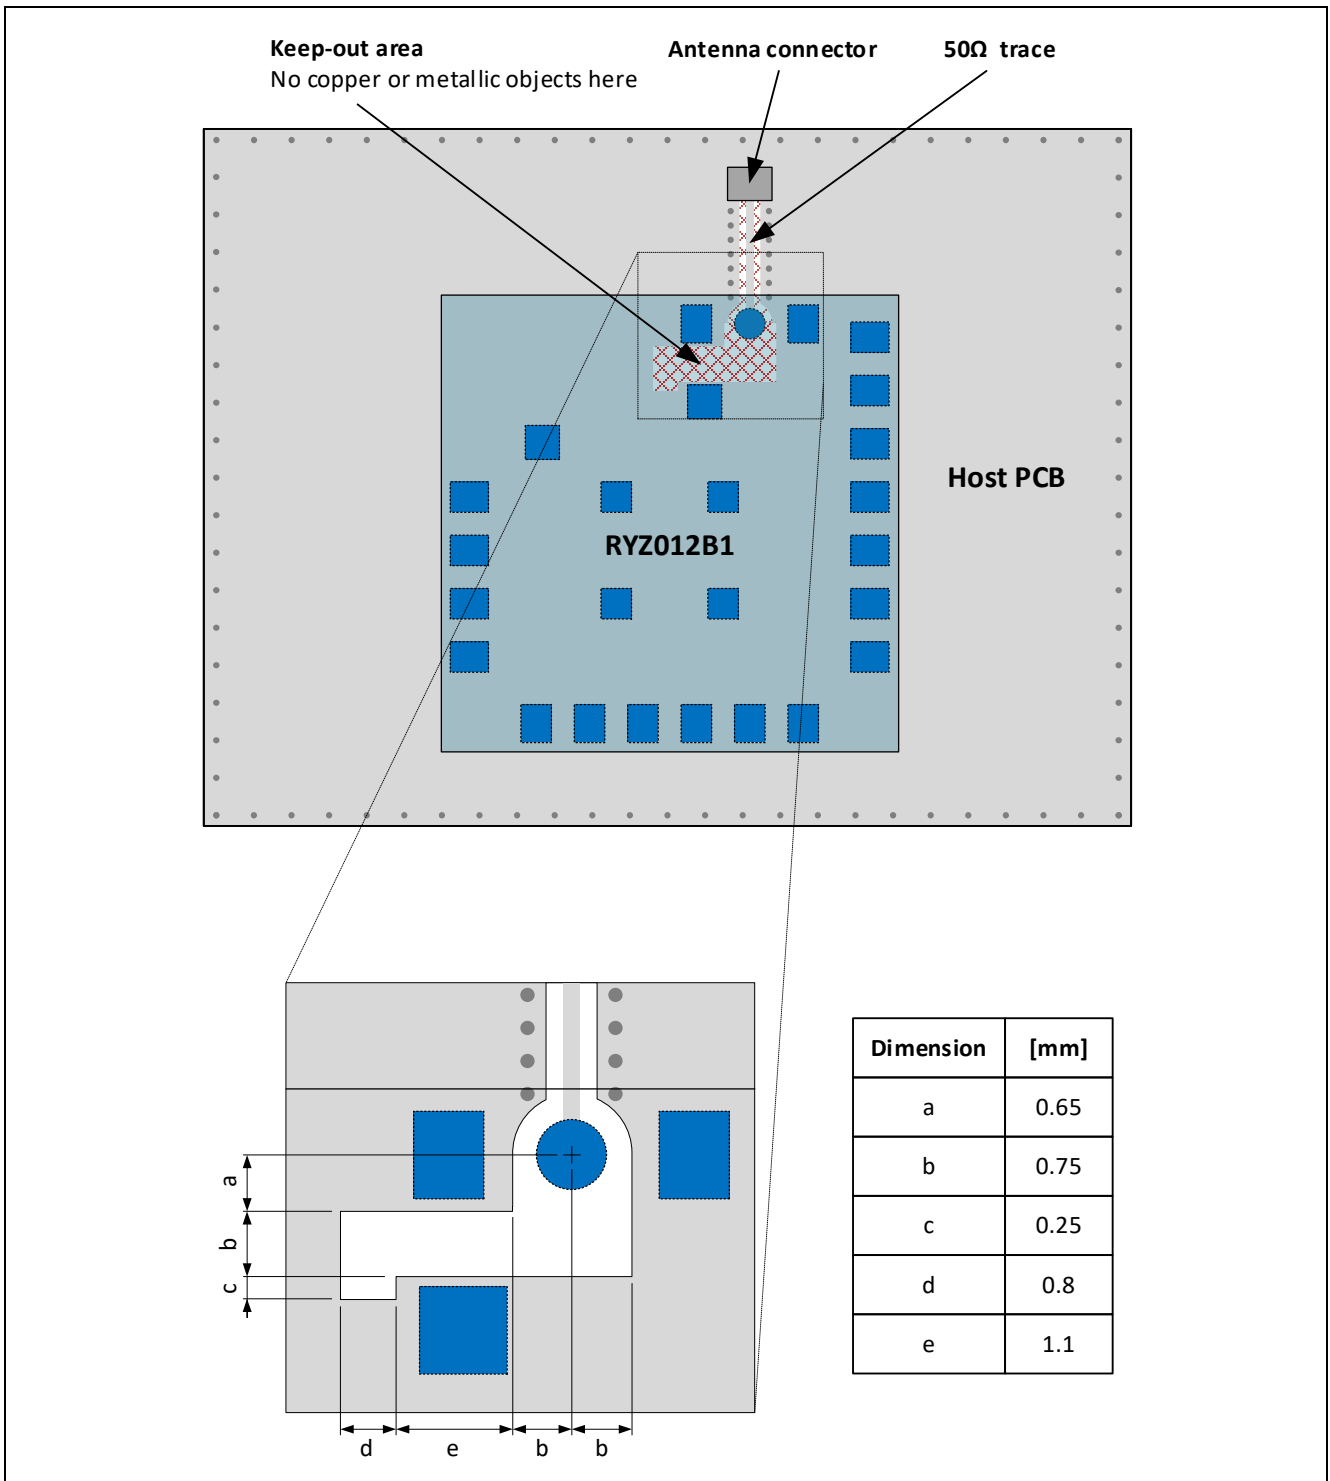 Keep-out area
No copper or metallic objects here
Antenna connector
50Ω trace
Host PCB
RYZ012B1
a
b
c
d
e
b
b
Dimension [mm]
a 0.65
b 0.75
c 0.25
d 0.8
e 1.1